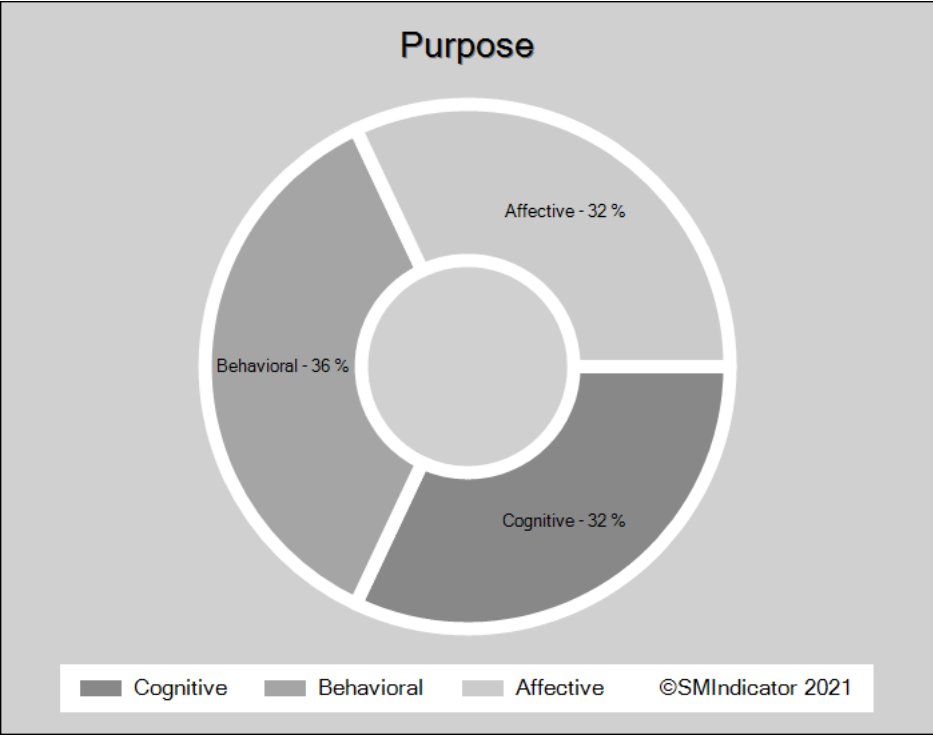 Purpose
Affective - 32 %
Behavioral - 36 %
Cognitive - 32 %
Cognitive Behavioral Affective ©SMIndicator 2021